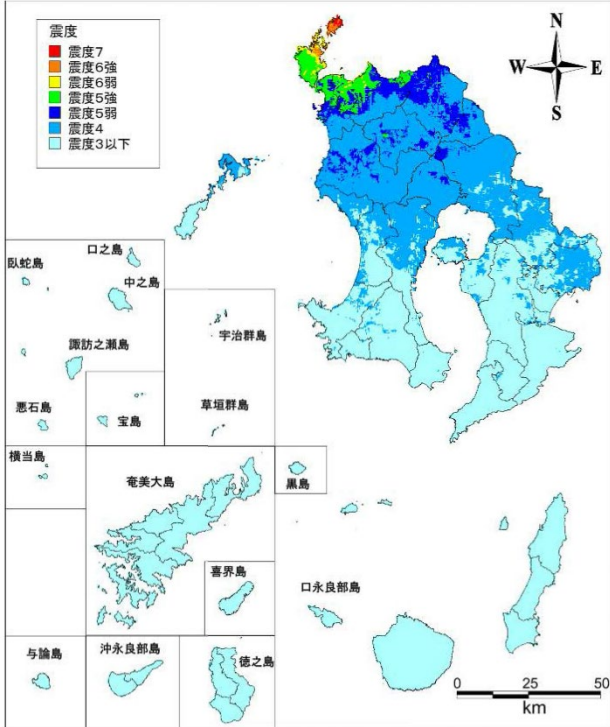 震度
震度7
震度6強
震度6弱
震度5強
震度5弱
震度4
震度3以下
N
W E
S
臥蛇島
口之島
中之島
諏訪之瀬島
宇治群島
悪石島
宝島
草垣群島
横当島
奄美大島
黒島
喜界島
口永良部島
与論島
沖永良部島
徳之島
0 25 50
km